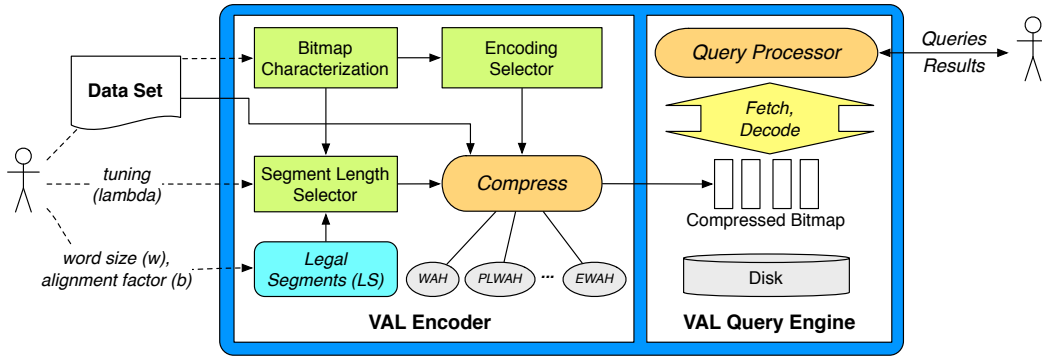 Data Set
tuning
(lambda)
word size (w),
alignment factor (b)
Bitmap
Characterization
Encoding
Selector
Segment Length
Selector
Compress
Legal
Segments (LS)
WAH
PLWAH
...
EWAH
VAL Encoder
Query Processor
Fetch,
Decode
Compressed Bitmap
Disk
VAL Query Engine
Queries
Results